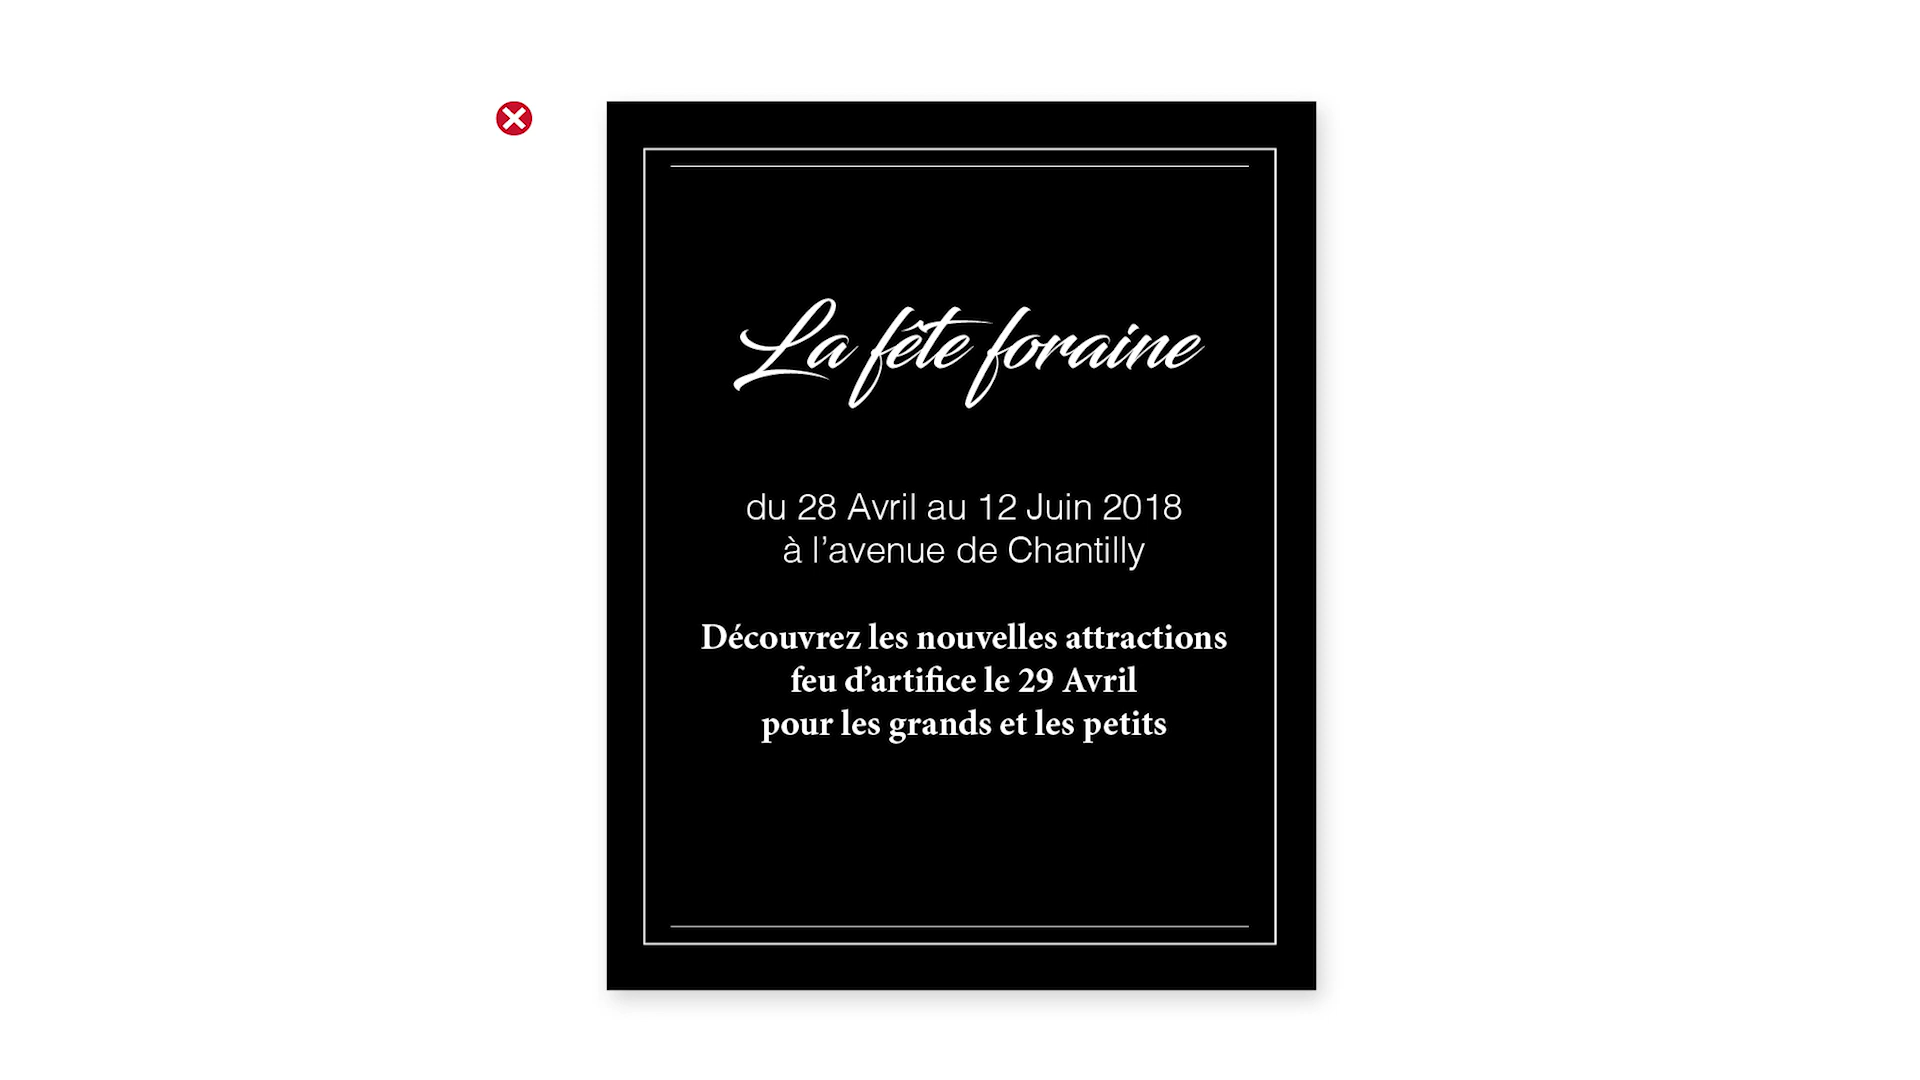 La fête foraine
du 28 Avril au 12 Juin 2018
à l’avenue de Chantilly
Découvrez les nouvelles attractions
feu d’artifice le 29 Avril
pour les grands et les petits